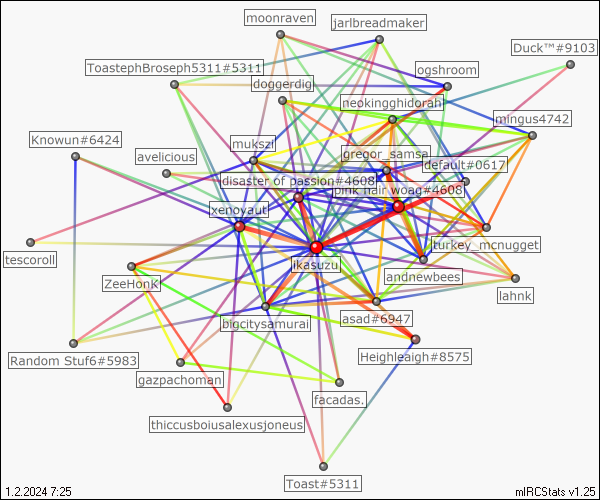 moonraven
jarlbreadmaker
Duck™#9103
ToastephBroseph5311#5311
ogshroom
doggerdig
neokingghidorah
mingus4742
Knowun#6424
mukszi
avelicious
gregor_samsa
default#0617
disaster of passion#4608
pink hair woag#4608
xenoyaut
turkey_mcnugget
tescoroll
ikasuzu
andnewbees
ZeeHonk
lahnk
bigcitysamurai
asad#6947
Random Stuf6#5983
Heighleaigh#8575
gazpachoman
facadas.
thiccusboiusalexusjoneus
Toast#5311
1.2.2024 7:25
mIRCStats v1.25